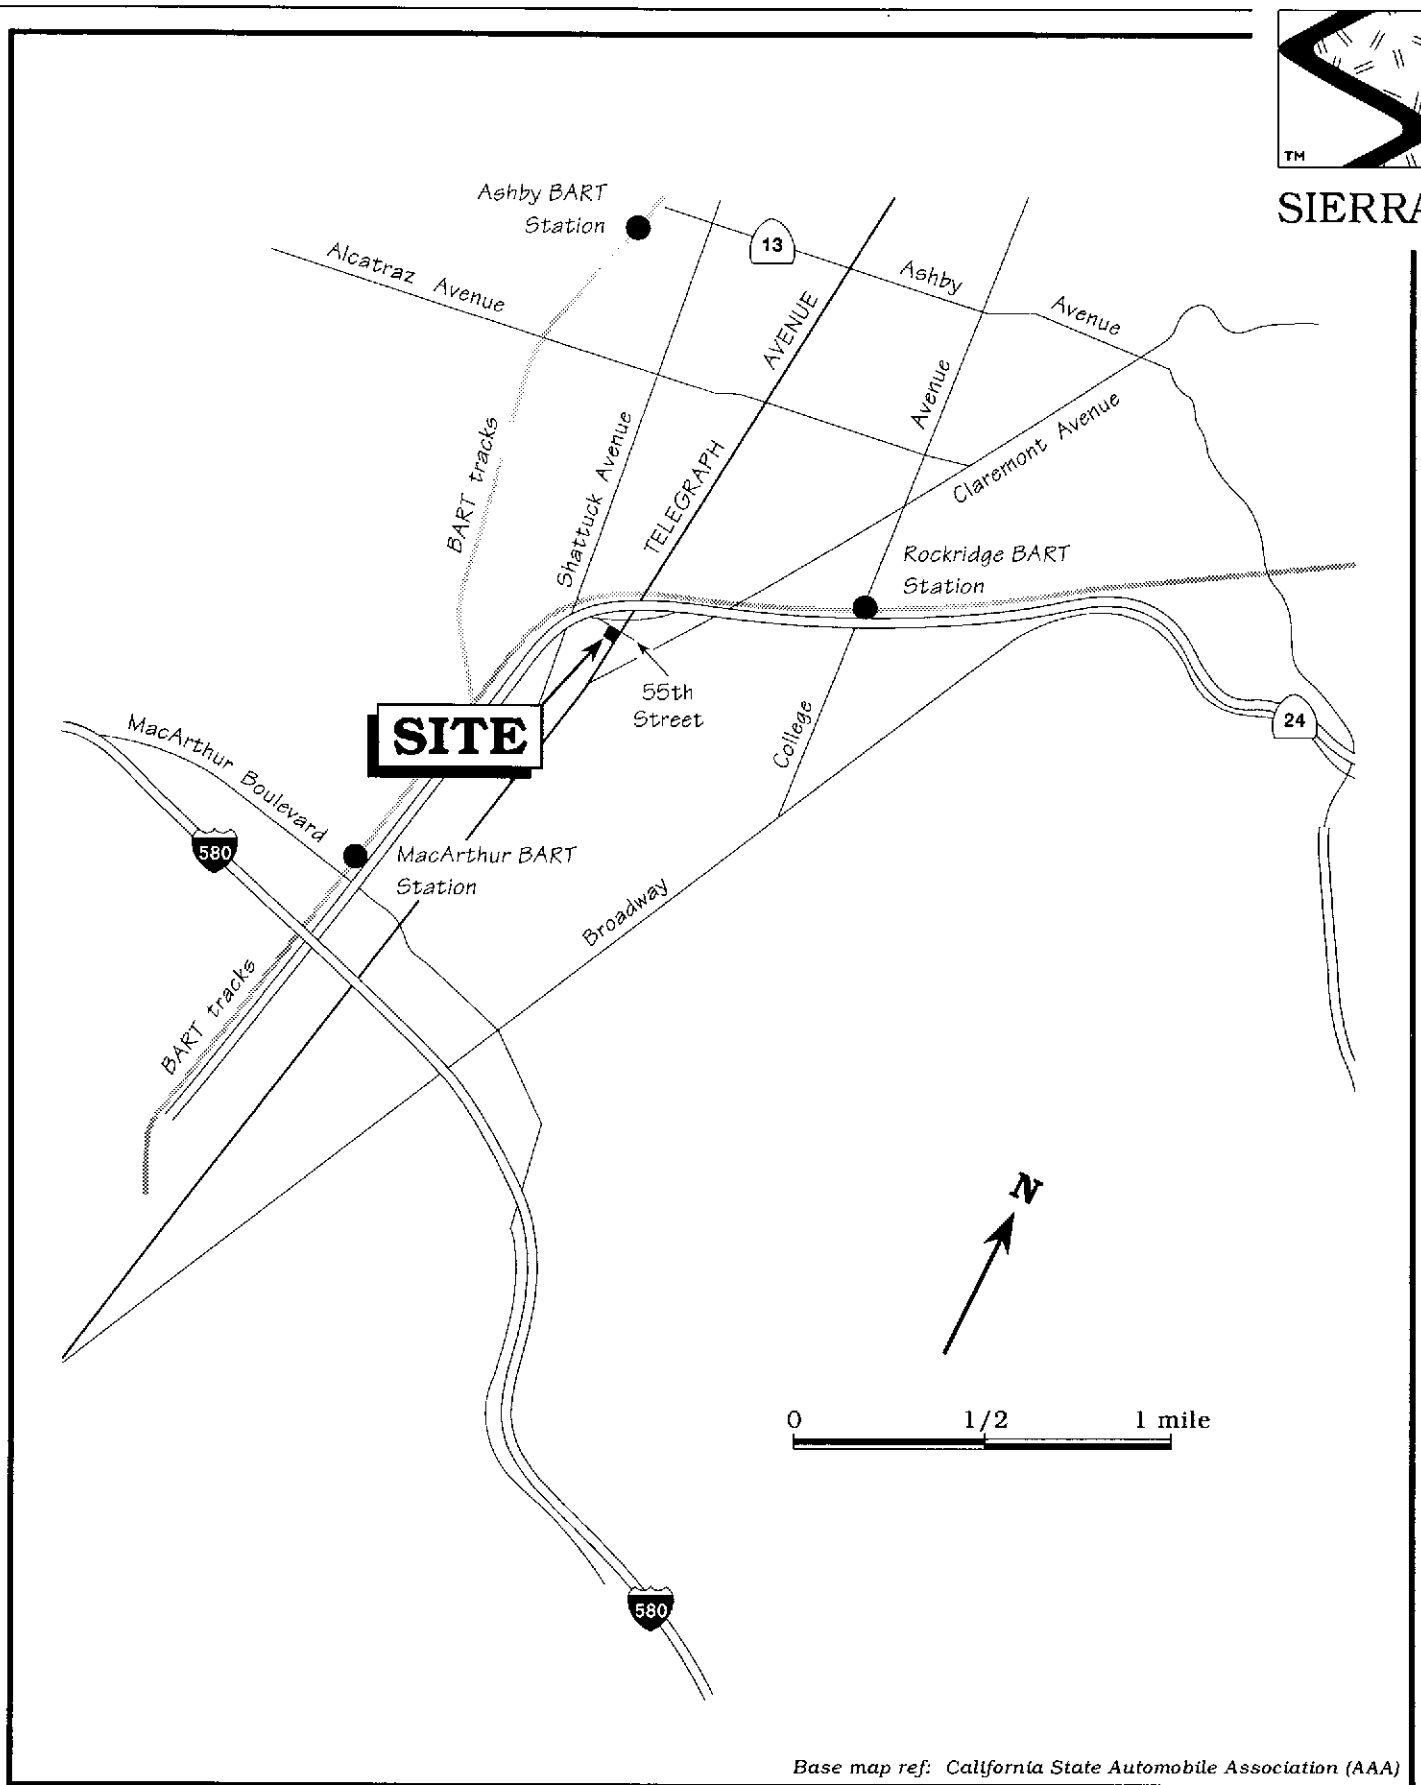 TM
SIERRA
Ashby BART
Station
13
Alcatraz Avenue
Ashby Avenue
AVENUE
Avenue
BART tracks
Shattuck Avenue
TELEGRAPH
Claremont Avenue
Rockridge BART
Station
55th
Street
SITE
24
MacArthur Boulevard
College
580
MacArthur BART
Station
Broadway
BART tracks
N
0 1/2 1 mile
580
Base map ref: California State Automobile Association (AAA)